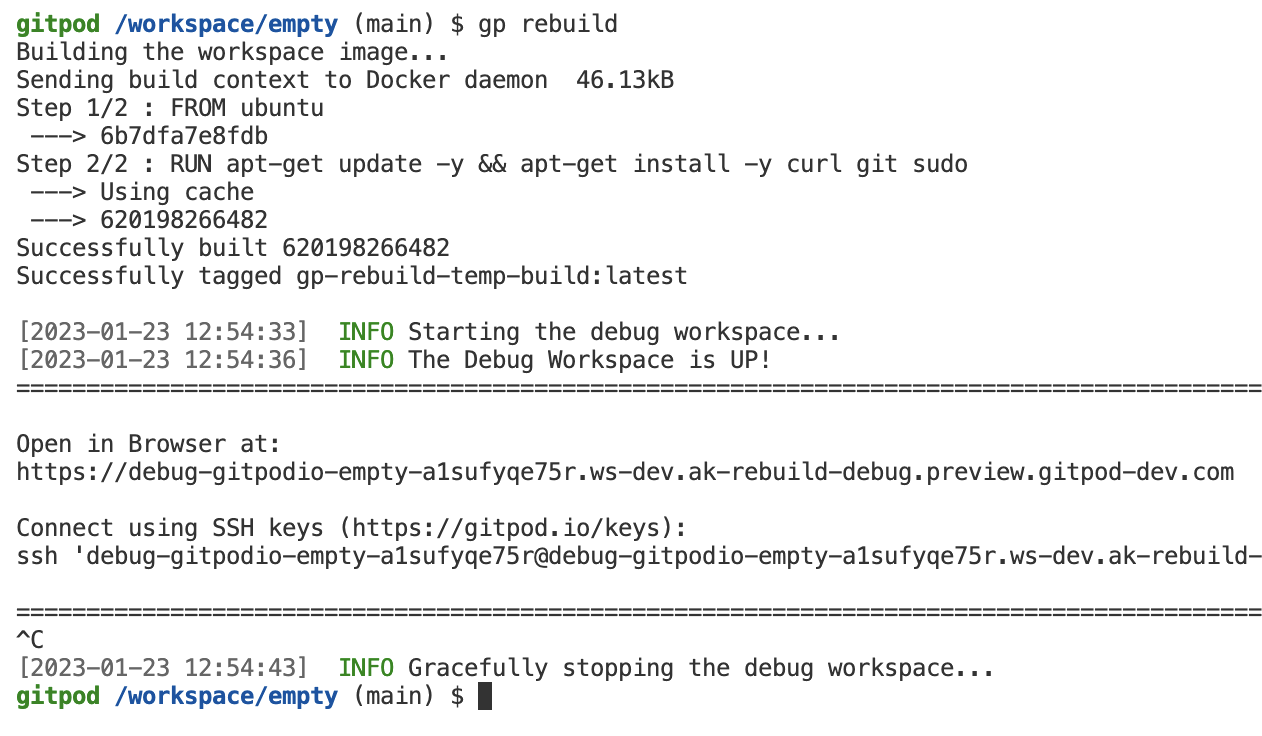 gitpod /workspace/empty (main) $ gp rebuild
Building the workspace image...
Sending build context to Docker daemon  46.13kB
Step 1/2 : FROM ubuntu
 ---> 6b7dfa7e8fdb
Step 2/2 : RUN apt-get update -y && apt-get install -y curl git sudo
 ---> Using cache
 ---> 620198266482
Successfully built 620198266482
Successfully tagged gp-rebuild-temp-build:latest
[2023-01-23 12:54:33]  INFO Starting the debug workspace...
[2023-01-23 12:54:36]  INFO The Debug Workspace is UP!
=========================================================================================
Open in Browser at:
https://debug-gitpodio-empty-a1sufyqe75r.ws-dev.ak-rebuild-debug.preview.gitpod-dev.com
Connect using SSH keys (https://gitpod.io/keys):
ssh 'debug-gitpodio-empty-a1sufyqe75r@debug-gitpodio-empty-a1sufyqe75r.ws-dev.ak-rebuild-
=========================================================================================
^C
[2023-01-23 12:54:43]  INFO Gracefully stopping the debug workspace...
gitpod /workspace/empty (main) $